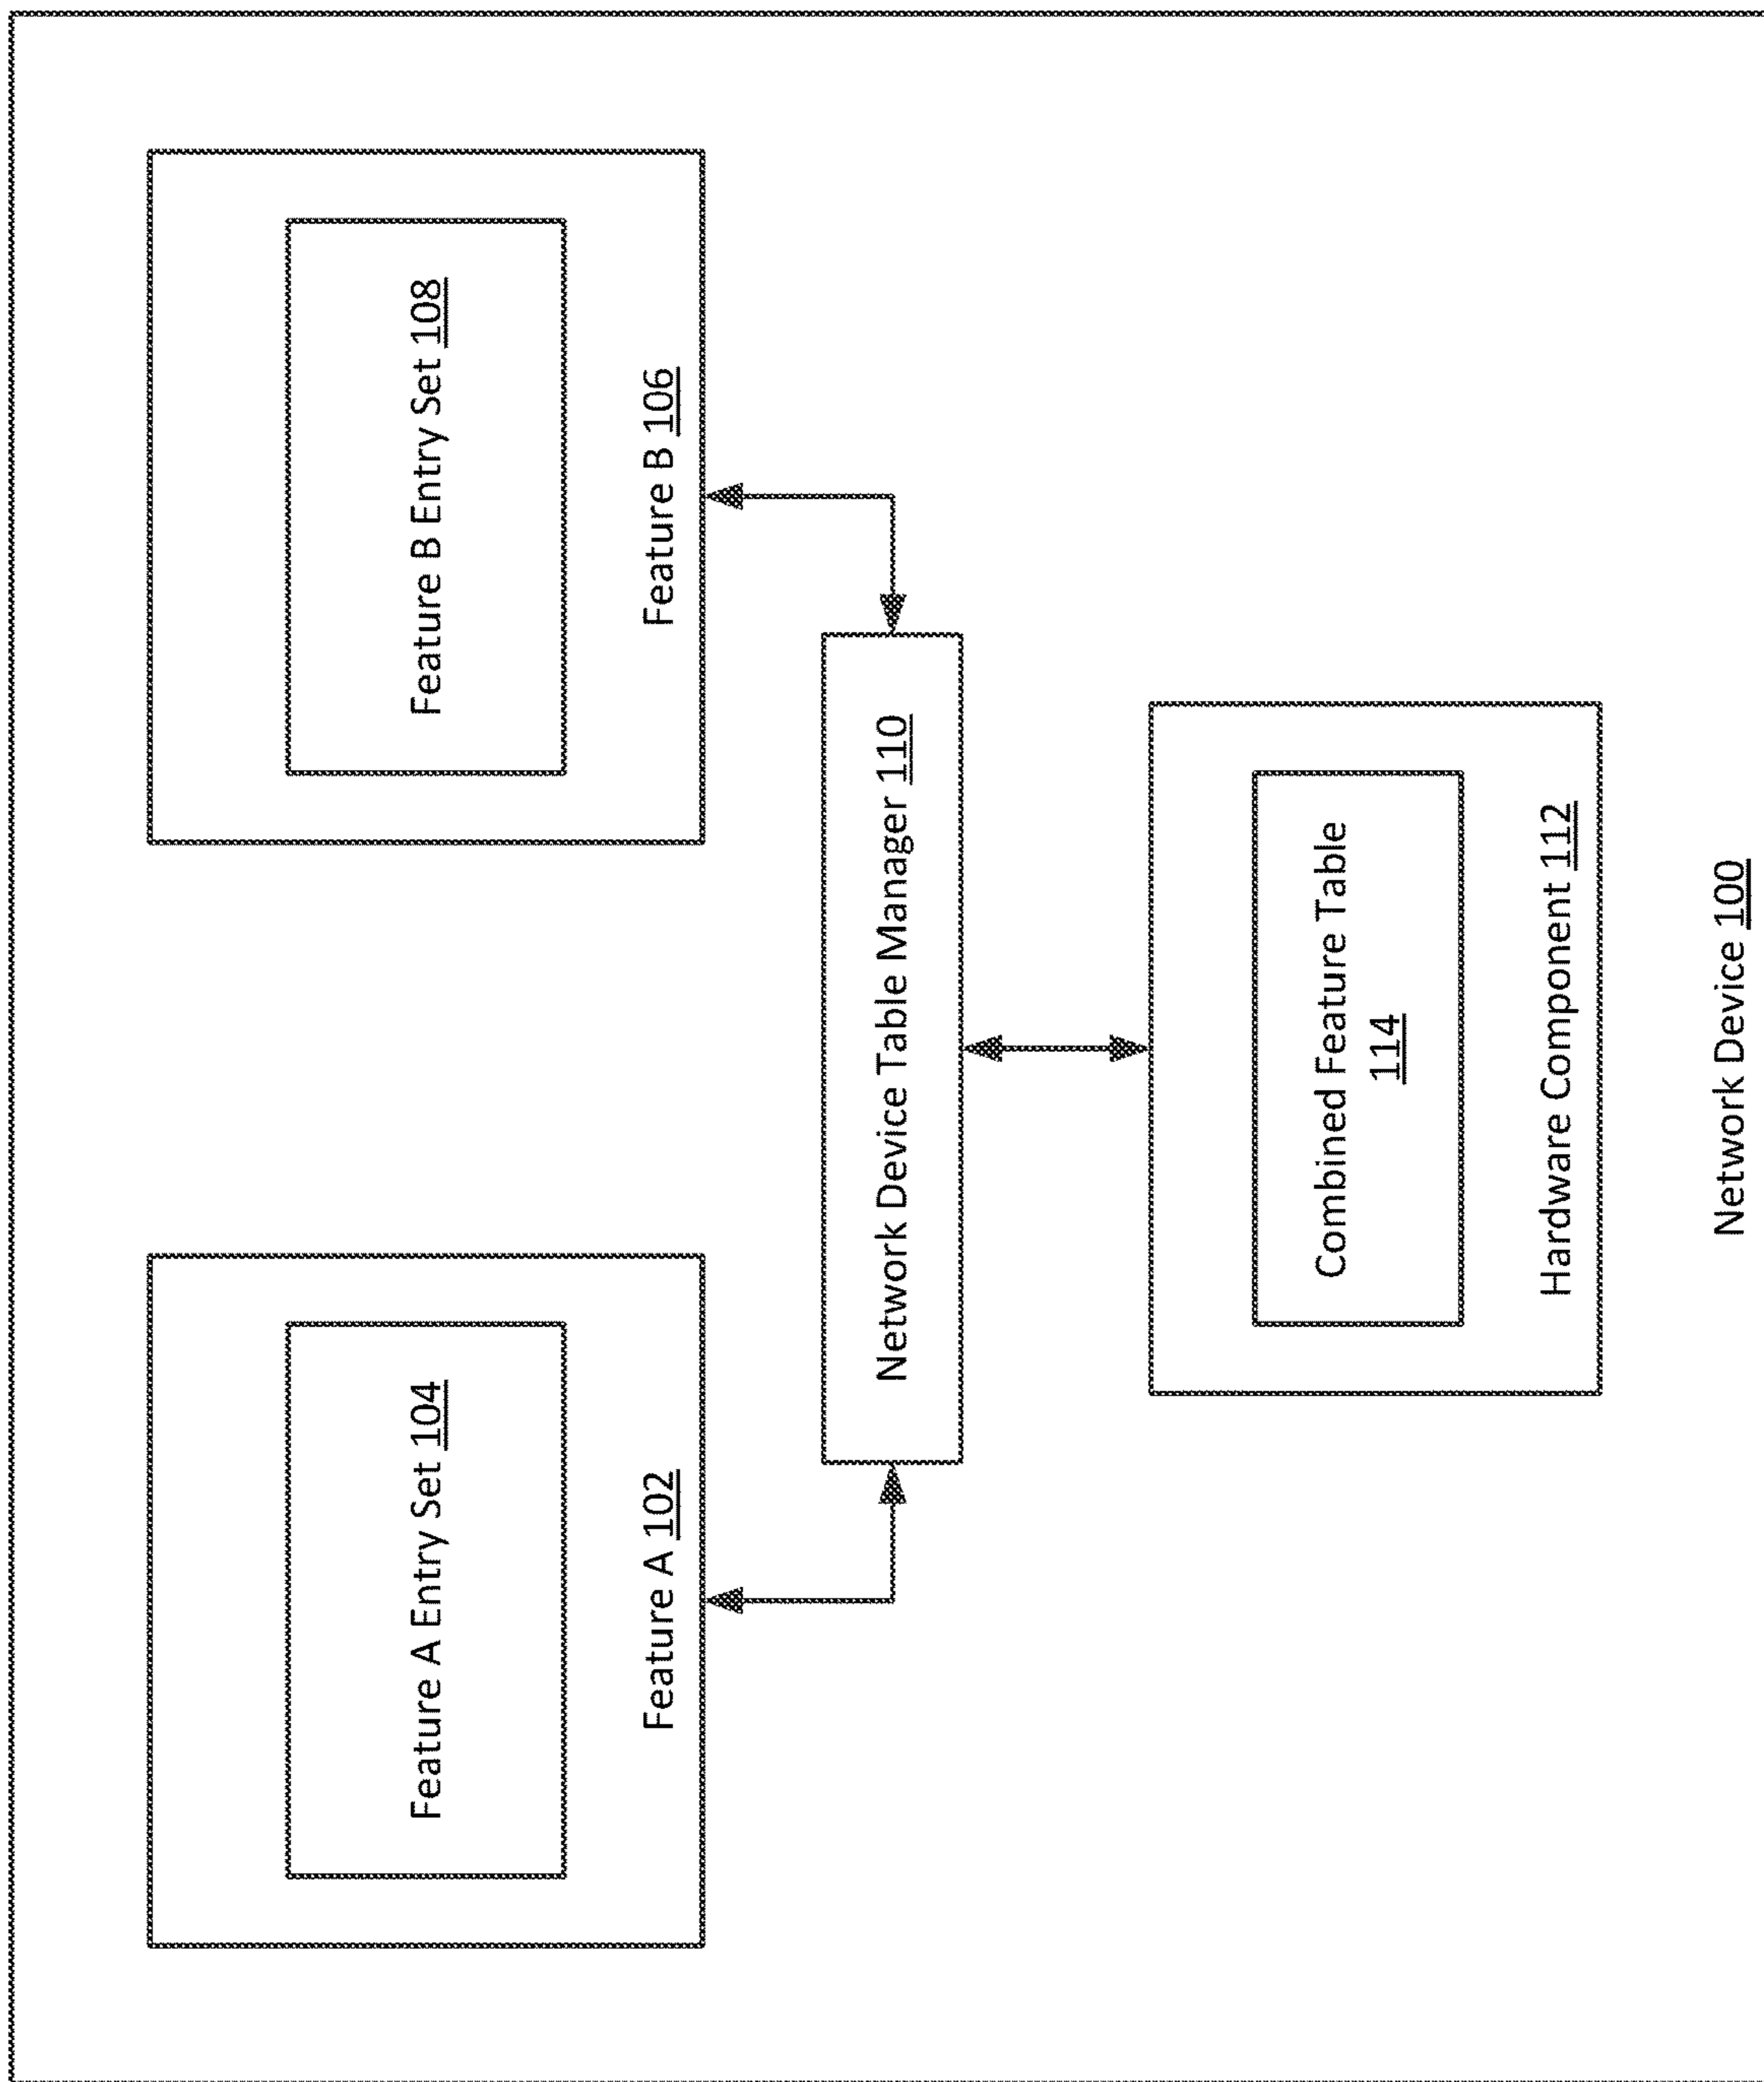 Feature A Entry Set 104
Feature A 102
Feature B Entry Set 108
Feature B 106
Network Device Table Manager 110
Combined Feature Table
114
Hardware Component 112
Network Device 100